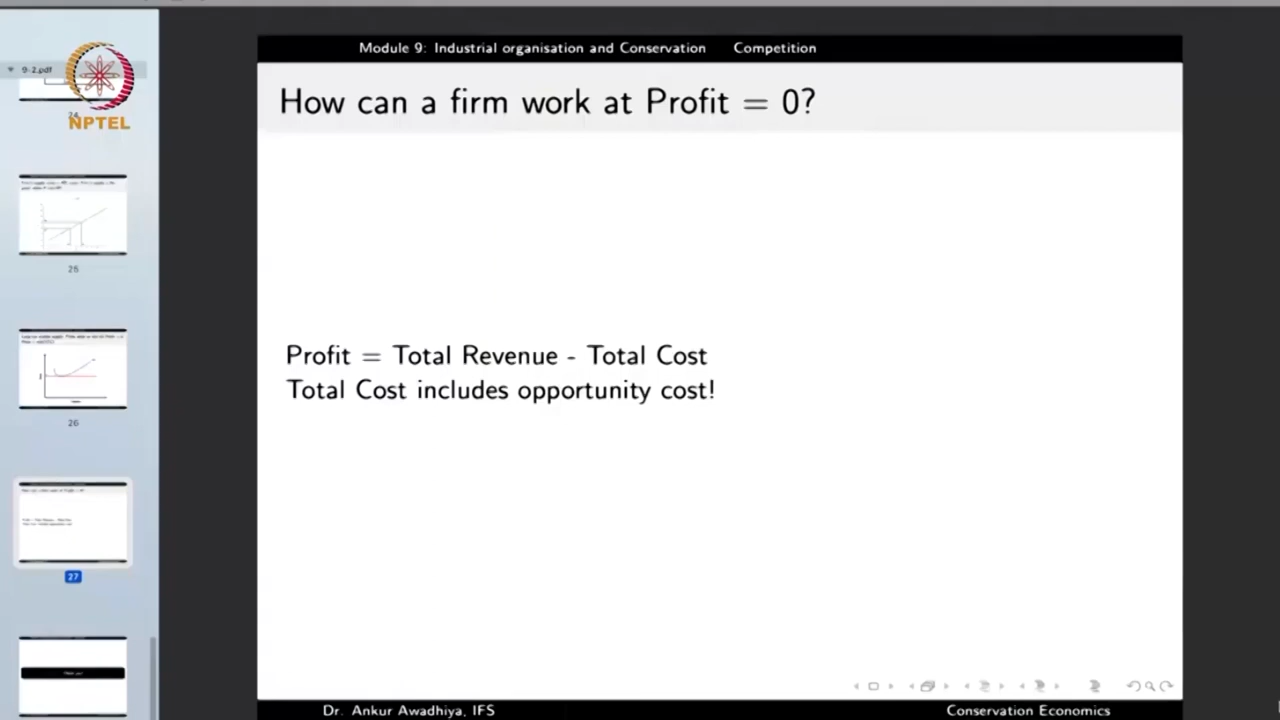 Module 9: Industrial organisation and Conservation Competition
9-2.pdf
NPTEL
How can a firm work at Profit = 0?
25
Profit = Total Revenue - Total Cost
Total Cost includes opportunity cost!
26
27
Dr. Ankur Awadhiya, IFS Conservation Economics